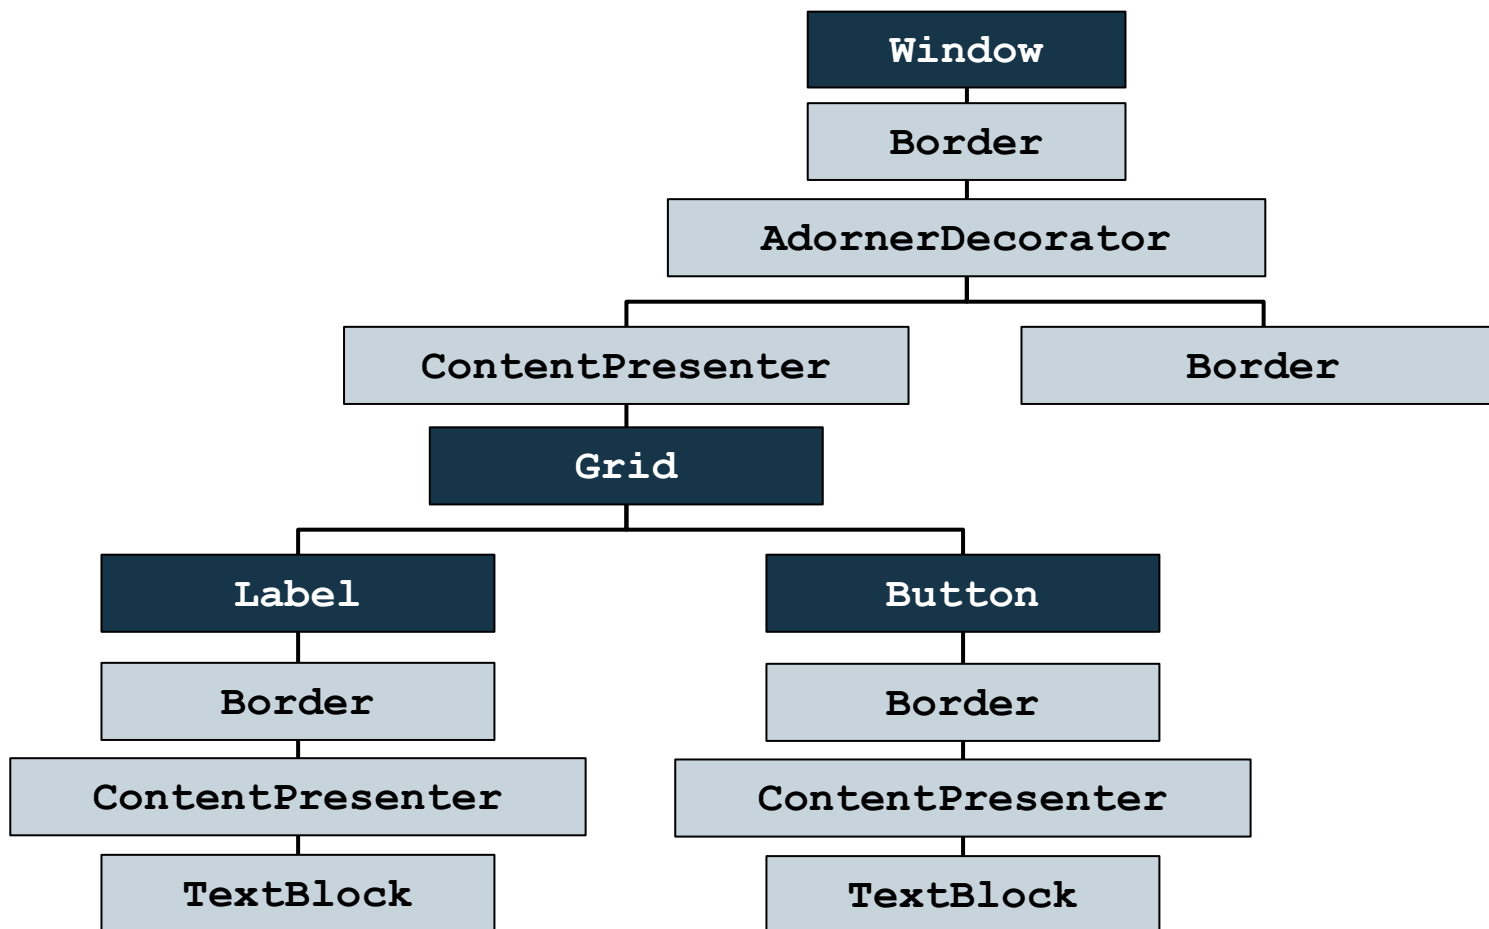 Window
Border
AdornerDecorator
ContentPresenter
Border
Grid
Label
Button
Border
Border
ContentPresenter
ContentPresenter
TextBlock
TextBlock